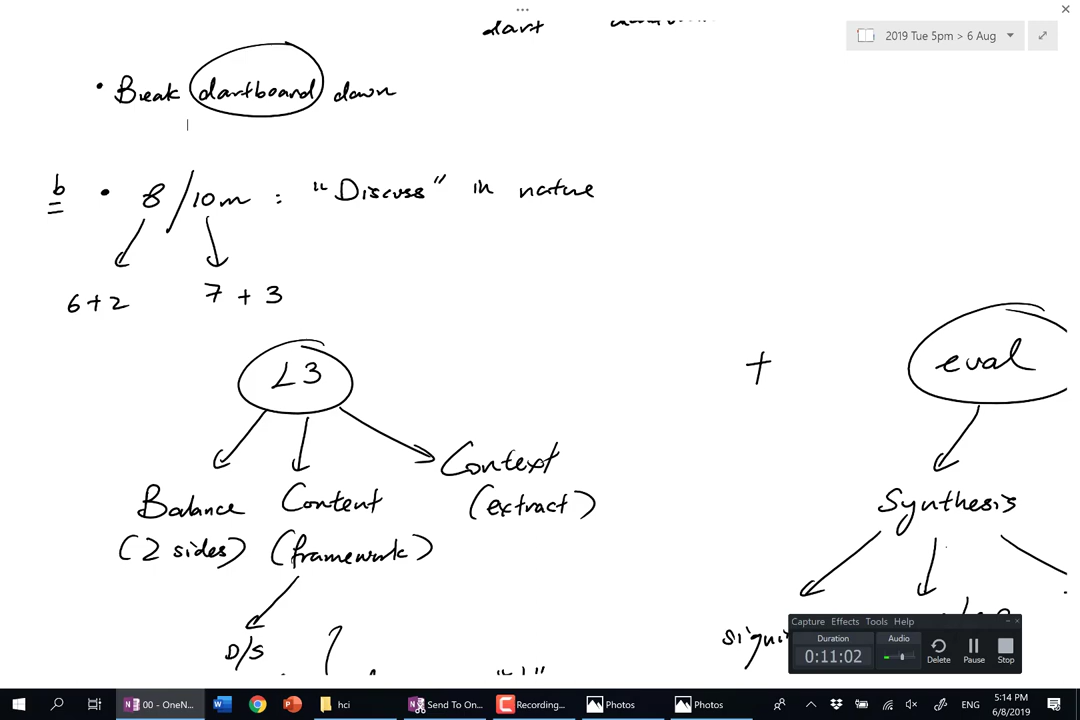 dart
2019 Tue 5pm > 6 Aug
• Break dartboard down
b • 8/10m : "Discuss" in nature
6+2 7 + 3
L3 + eval
Balance Content Context
(2 sides) (framework) (extract)
Synthesis
D/S
Capture Effects Tools Help
Duration Audio
0:11:02 Delete Pause Stop
00 - OneN... hci Send To On... Recording... Photos Photos ENG
5:14 PM
6/8/2019